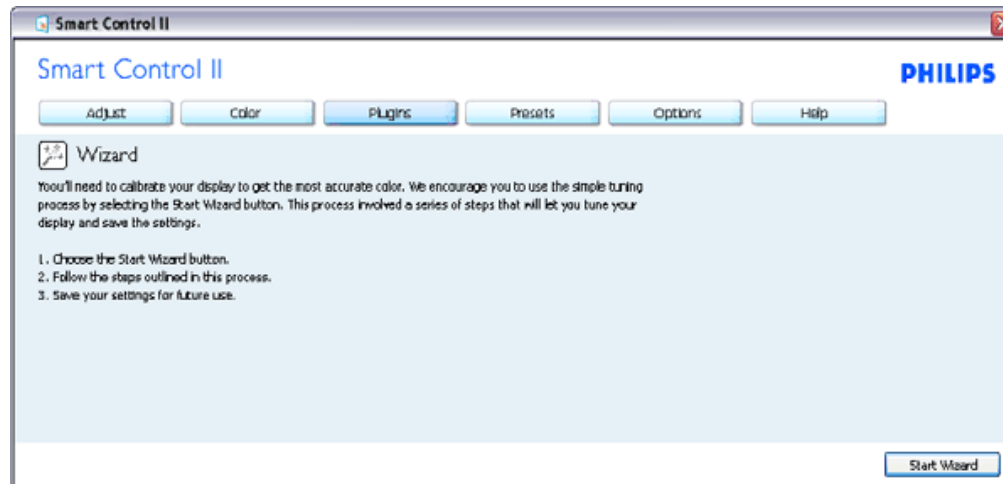 Smart Control II
Smart Control II
PHILIPS
Adjust Color Plugins Presets Options Help
Wizard
Yoou'll need to calibrate your display to get the most accurate color. We encourage you to use the simple tuning
process by selecting the Start Wizard button. This process involved a series of steps that will let you tune your
display and save the settings.
1. Choose the Start Wizard button.
2. Follow the steps outlined in this process.
3. Save your settings for future use.
Start Wizard